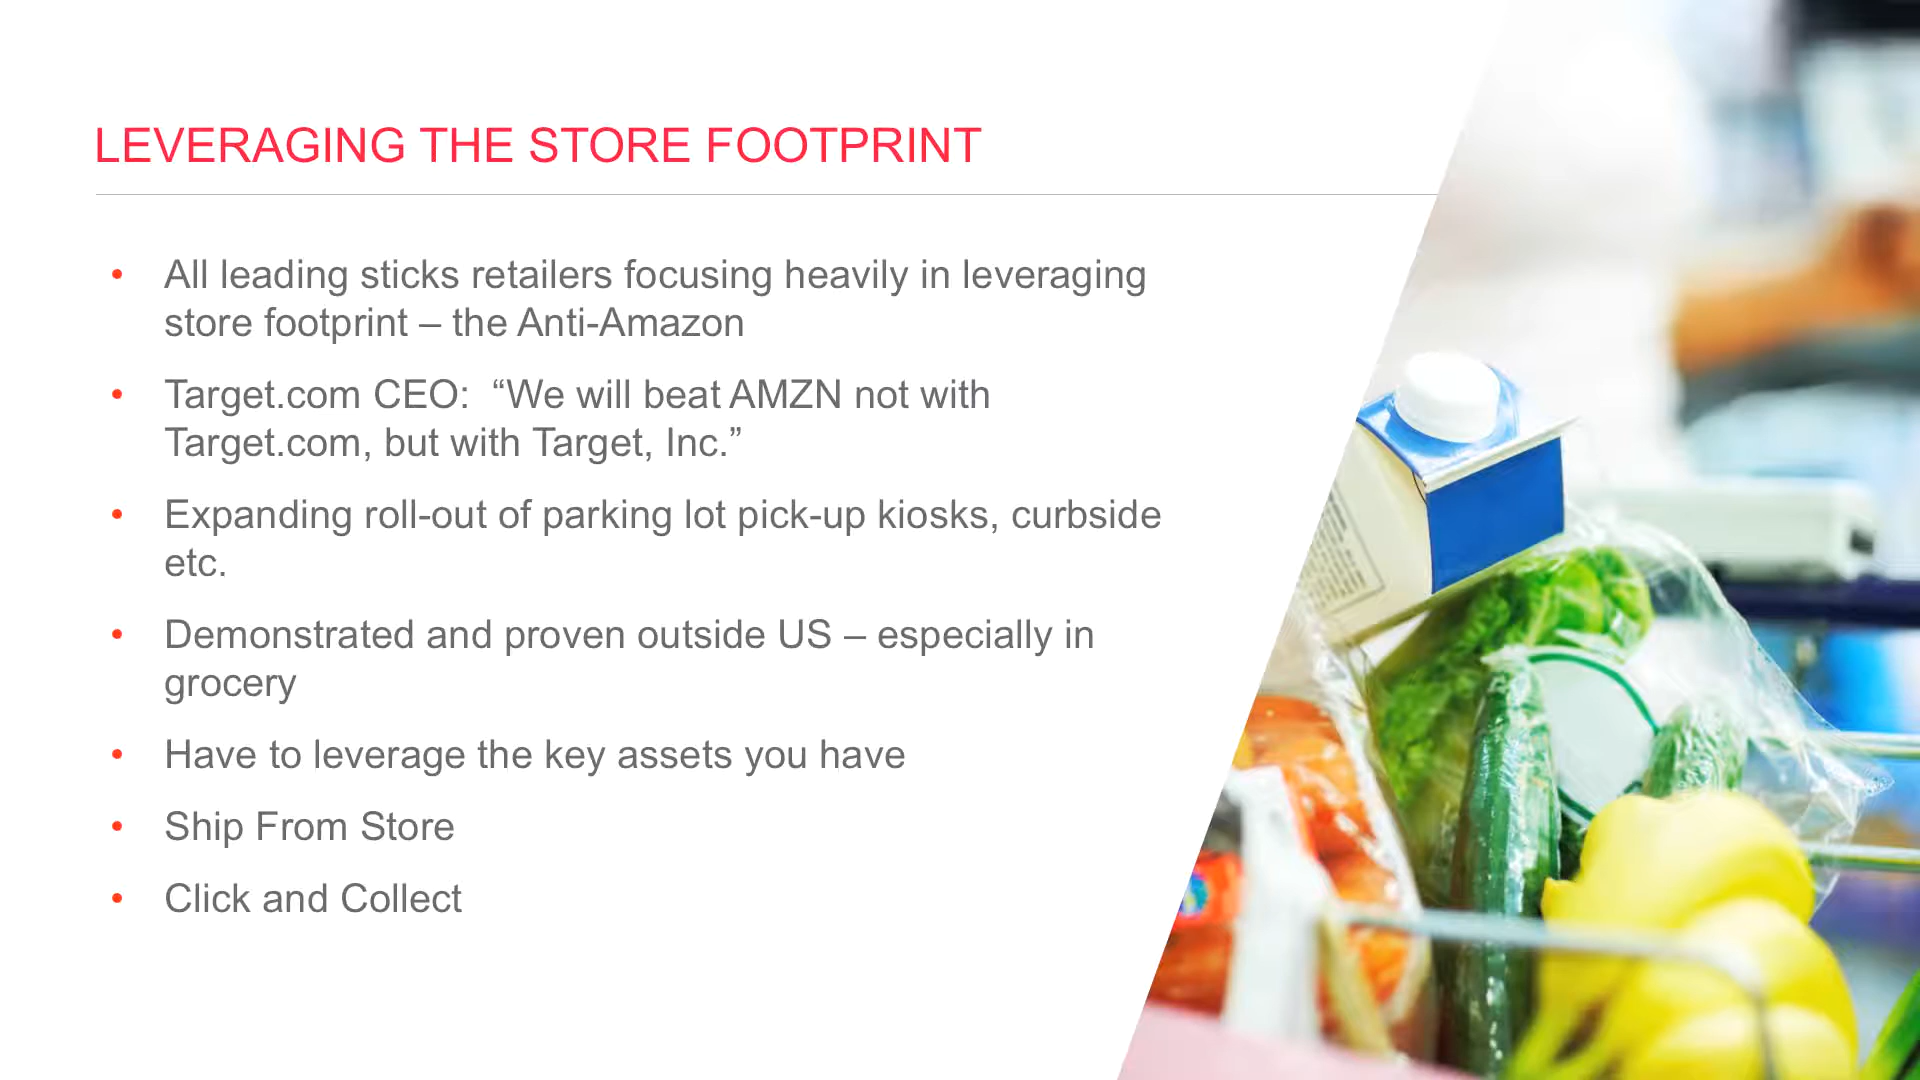 LEVERAGING THE STORE FOOTPRINT
• All leading sticks retailers focusing heavily in leveraging
store footprint – the Anti-Amazon
• Target.com CEO:  “We will beat AMZN not with
Target.com, but with Target, Inc.”
• Expanding roll-out of parking lot pick-up kiosks, curbside
etc.
• Demonstrated and proven outside US – especially in
grocery
• Have to leverage the key assets you have
• Ship From Store
• Click and Collect